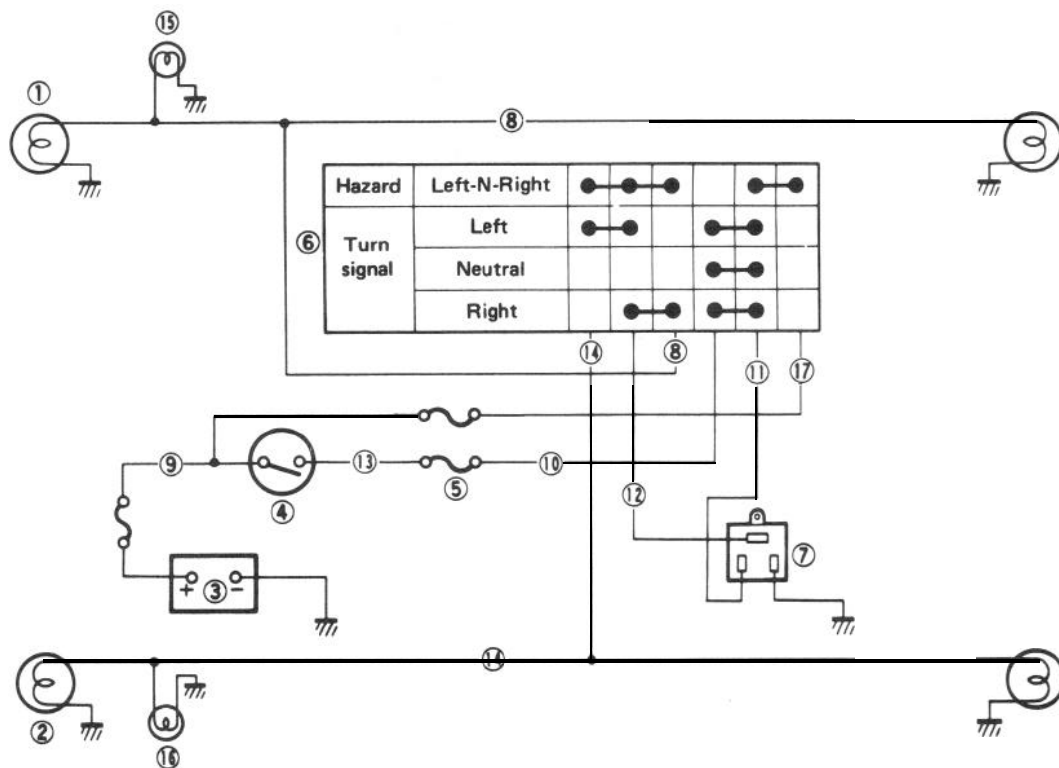 ⑮
①
⑧
Hazard Left-N-Right
⑥ Turn signal
Left
Neutral
Right
⑭ ⑧ ⑪ ⑰
⑨ ⑬ ⑩
④ ⑤ ⑫
⑦
+ ③ −
⑭
② ⑯